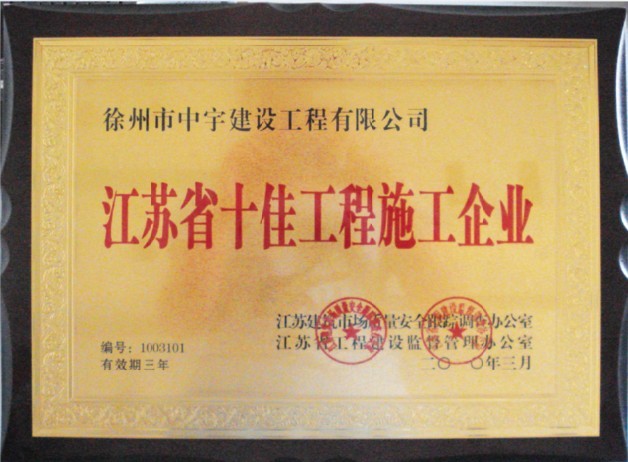 徐州市中宇建设工程有限公司
江苏省十佳工程施工企业
江苏建筑市场质量安全跟踪调查办公室
江苏省工程建设监督管理办公室
二〇一〇年三月
编号：1003101
有效期三年